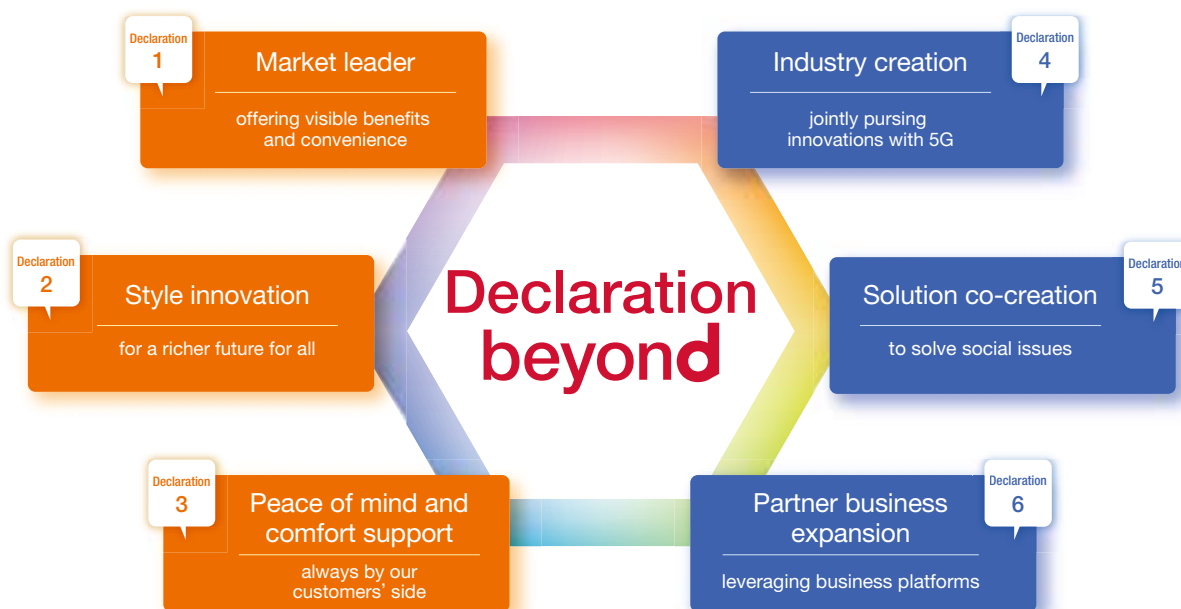 Declaration
1
Market leader
offering visible benefits
and convenience
Declaration
2
Style innovation
for a richer future for all
Declaration
3
Peace of mind and
comfort support
always by our
customers’ side
Declaration
beyond
Declaration
4
Industry creation
jointly pursing
innovations with 5G
Declaration
5
Solution co-creation
to solve social issues
Declaration
6
Partner business
expansion
leveraging business platforms